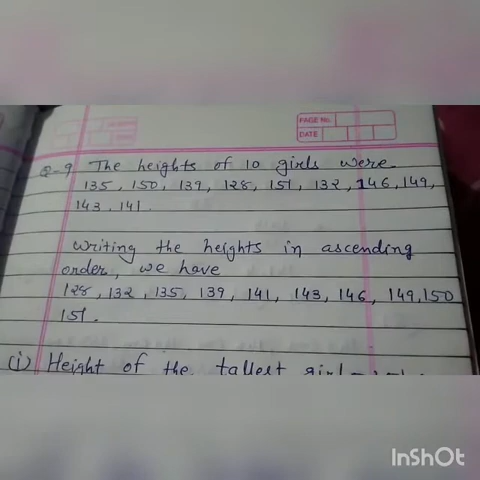 PAGE No.
DATE
Q-9 The heights of 10 girls were
135, 150, 139, 128, 151, 132, 146, 149,
143, 141.
writing the heights in ascending
order, we have
128, 132, 135, 139, 141, 143, 146, 149, 150
151.
(i) Height of the tallest girl
InShOt